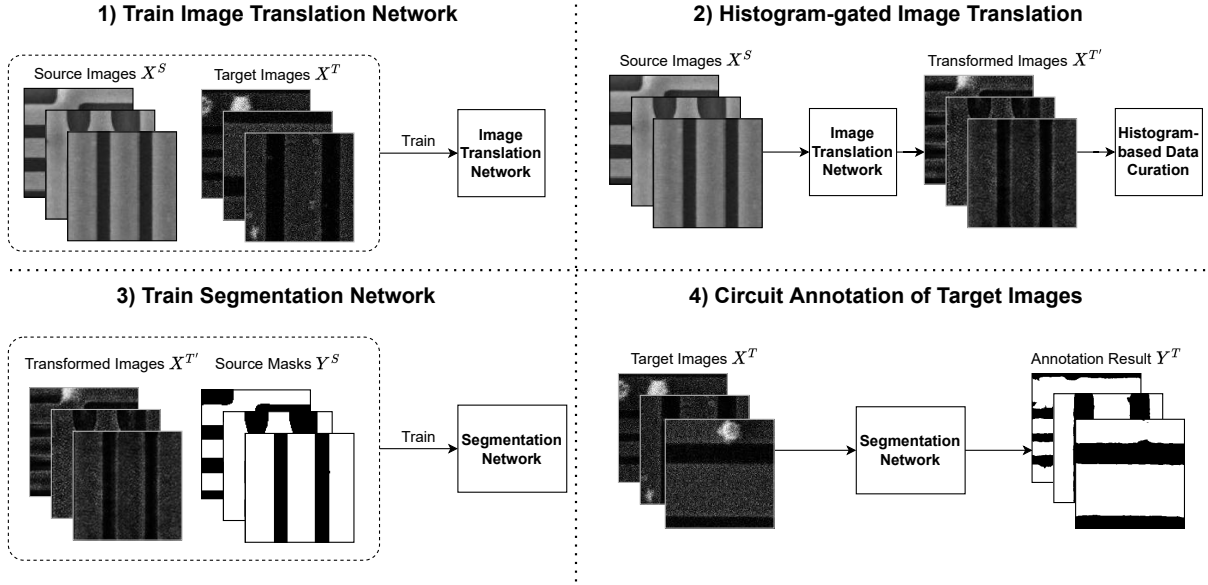 1) Train Image Translation Network
Source Images X^S
Target Images X^T
Train
Image
Translation
Network
2) Histogram-gated Image Translation
Source Images X^S
Transformed Images X^T'
Image
Translation
Network
Histogram-
based Data
Curation
3) Train Segmentation Network
Transformed Images X^T'
Source Masks Y^S
Train
Segmentation
Network
4) Circuit Annotation of Target Images
Target Images X^T
Annotation Result Y^T
Segmentation
Network